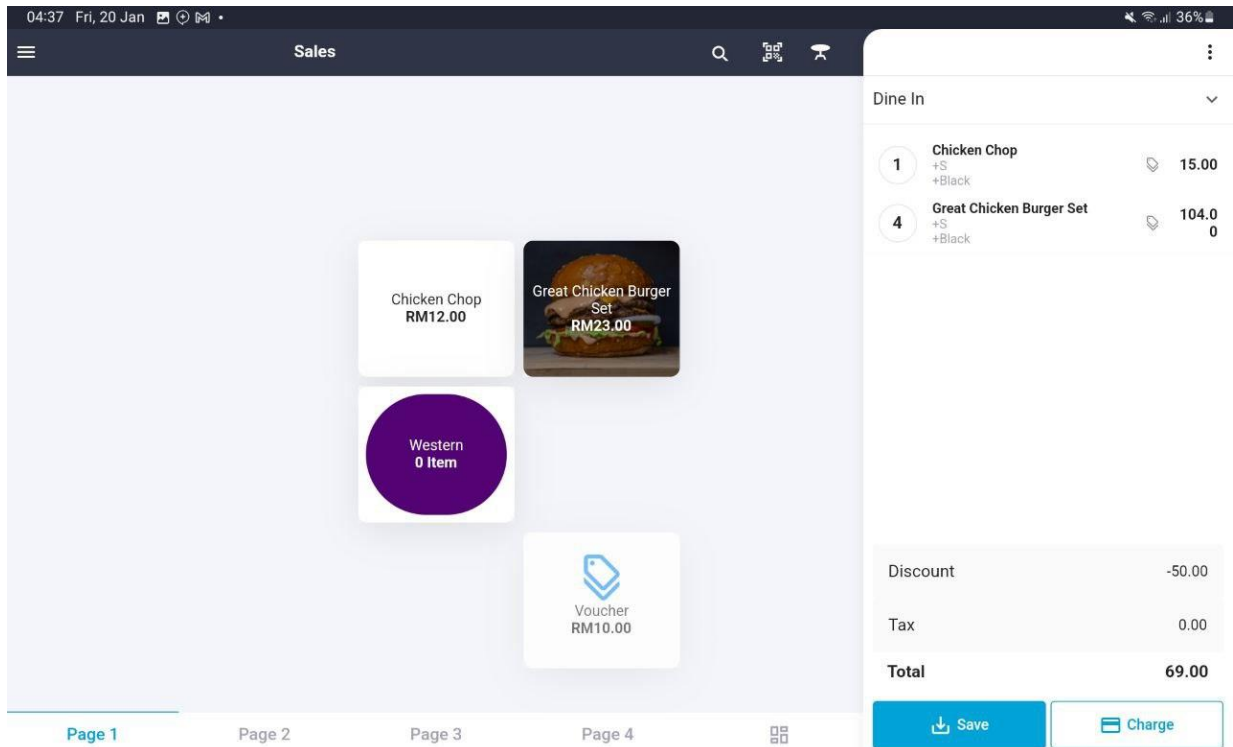 04:37 Fri, 20 Jan
36%
Sales
Dine In
1
Chicken Chop
+S
+Black
15.00
4
Great Chicken Burger Set
+S
+Black
104.0
0
Chicken Chop
RM12.00
Great Chicken Burger
Set
RM23.00
Western
0 Item
Voucher
RM10.00
Discount -50.00
Tax 0.00
Total 69.00
Save
Charge
Page 1
Page 2
Page 3
Page 4